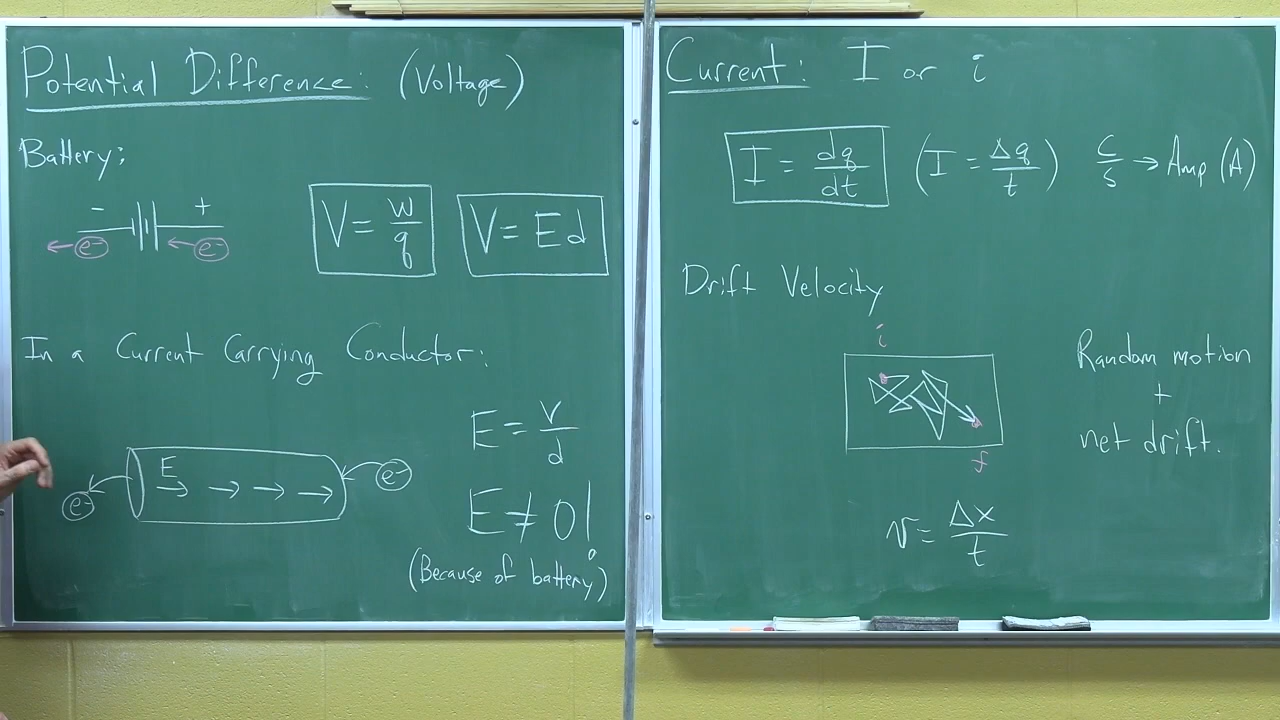 Potential Difference: (Voltage)
Battery:
- +
e- e-
V = W/q
V = Ed
In a Current Carrying Conductor:
E = V/d
E
e- e-
E ≠ 0!
(Because of battery)
Current: I or i
I = dq/dt (I = Δq/t) C/s → Amp (A)
Drift Velocity
i
f
Random motion
+
net drift.
v = Δx/t